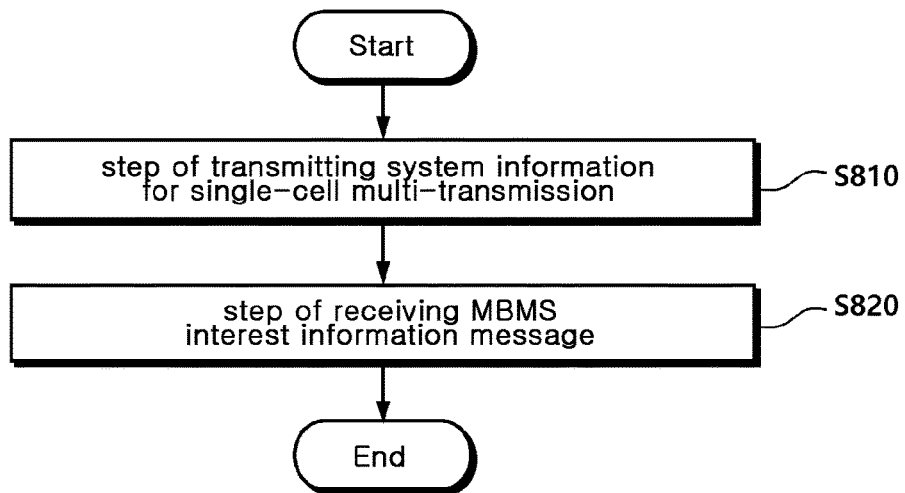 Start
step of transmitting system information
for single-cell multi-transmission
S810
step of receiving MBMS
interest information message
S820
End